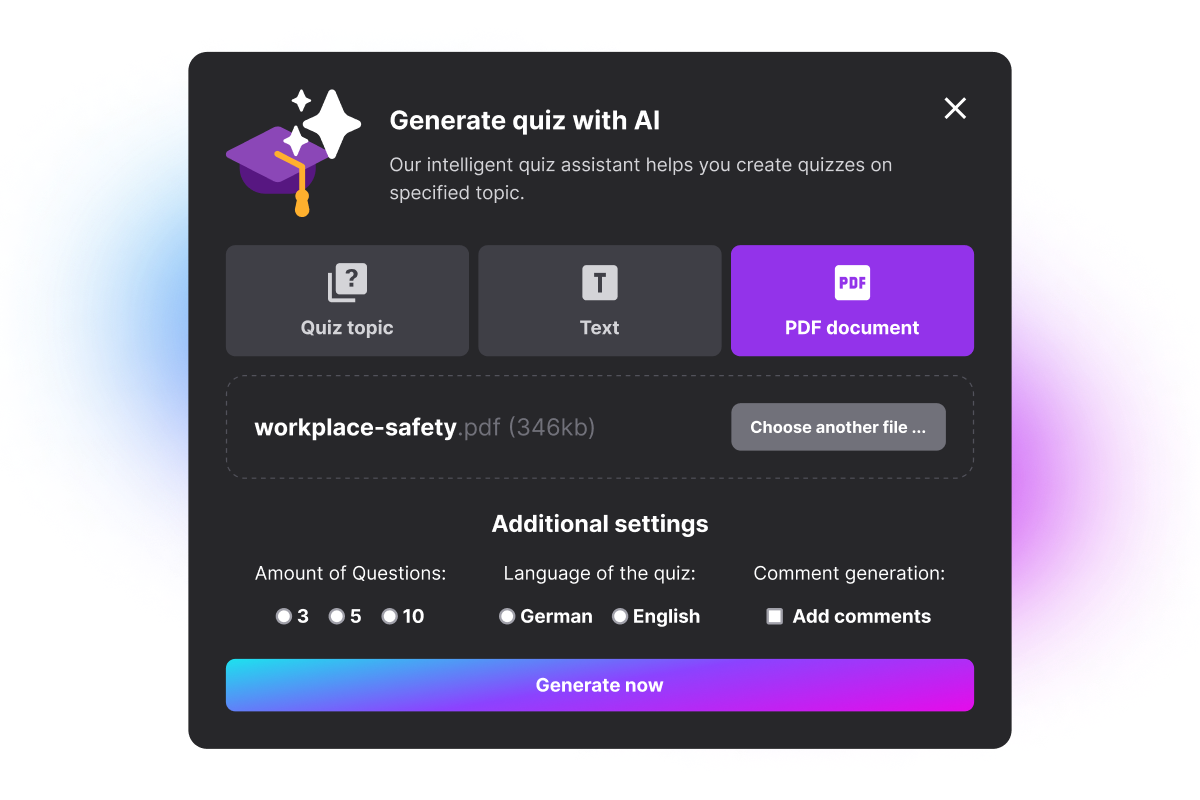 Generate quiz with AI
Our intelligent quiz assistant helps you create quizzes on
specified topic.
?
T
PDF
Quiz topic
Text
PDF document
workplace-safety.pdf (346kb)
Choose another file ...
Additional settings
Amount of Questions:
Language of the quiz:
Comment generation:
3
5
10
German
English
Add comments
Generate now